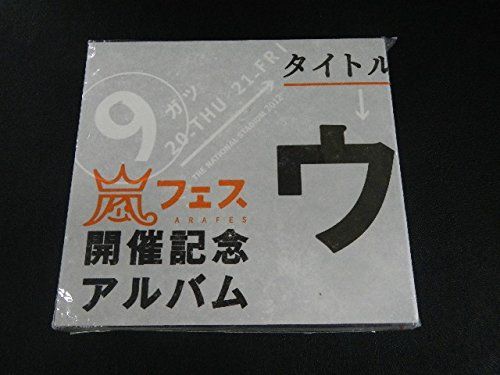 9
ガツ
20-THU 21-FRI
THE NATIONAL STADIUM 2012
タイトル
ウ
嵐フェス
ARAFES
開催記念
アルバム